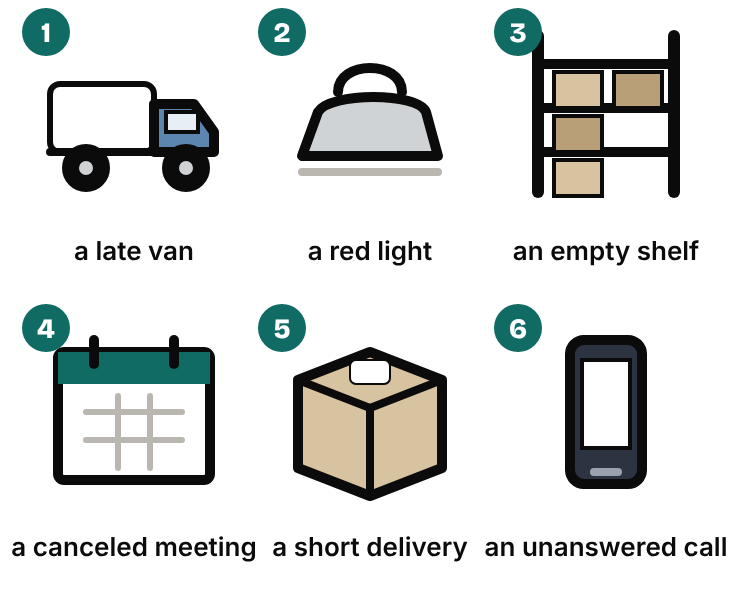 1
2
3
a late van
a red light
an empty shelf
4
5
6
a canceled meeting
a short delivery
an unanswered call